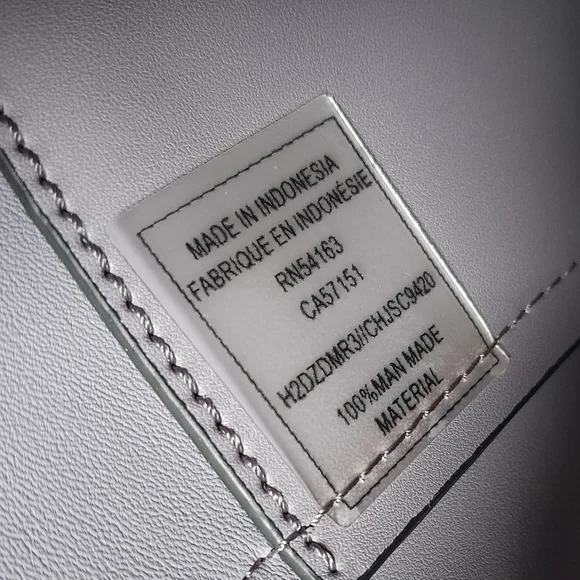 MADE IN INDONESIA
FABRIQUE EN INDONÉSIE
RN54163
CA57151
H2DZDMR3//CHJSC9420
100%MAN MADE
MATERIAL